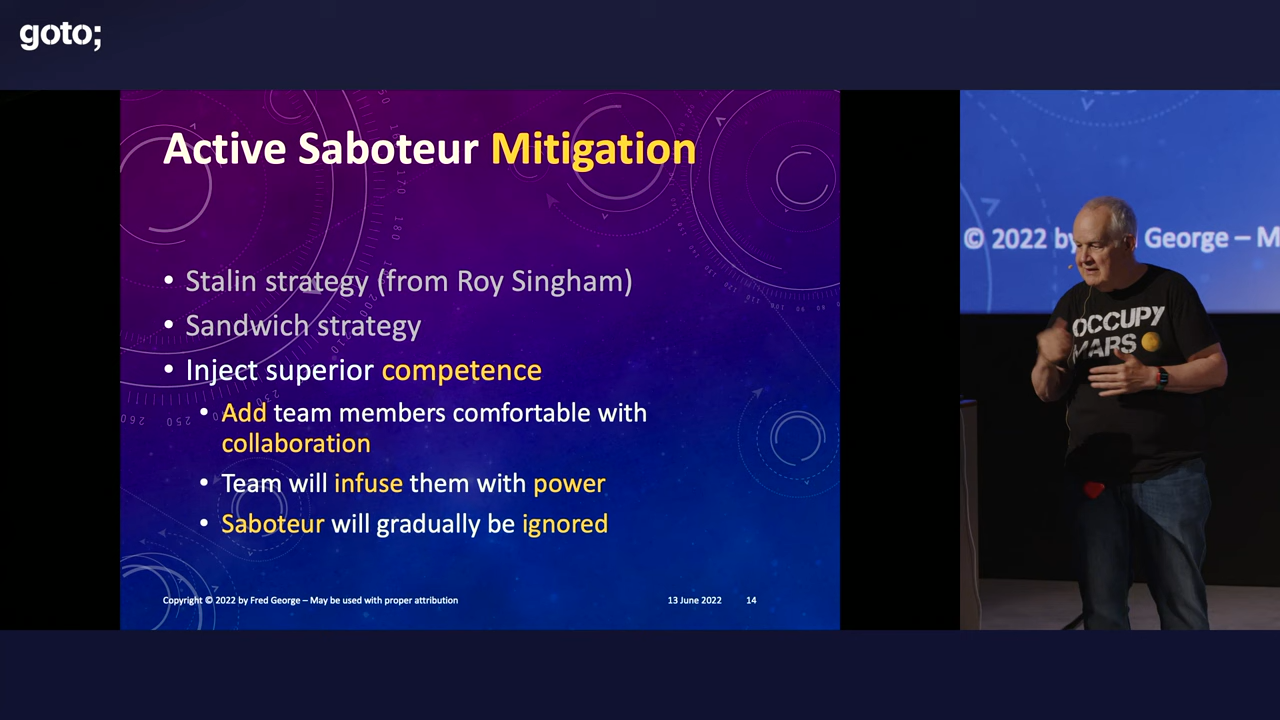 goto;
Active Saboteur Mitigation
• Stalin strategy (from Roy Singham)
• Sandwich strategy
• Inject superior competence
• Add team members comfortable with
collaboration
• Team will infuse them with power
• Saboteur will gradually be ignored
Copyright © 2022 by Fred George – May be used with proper attribution
13 June 2022
14
© 2022 by
George – M
OCCUPY
MARS